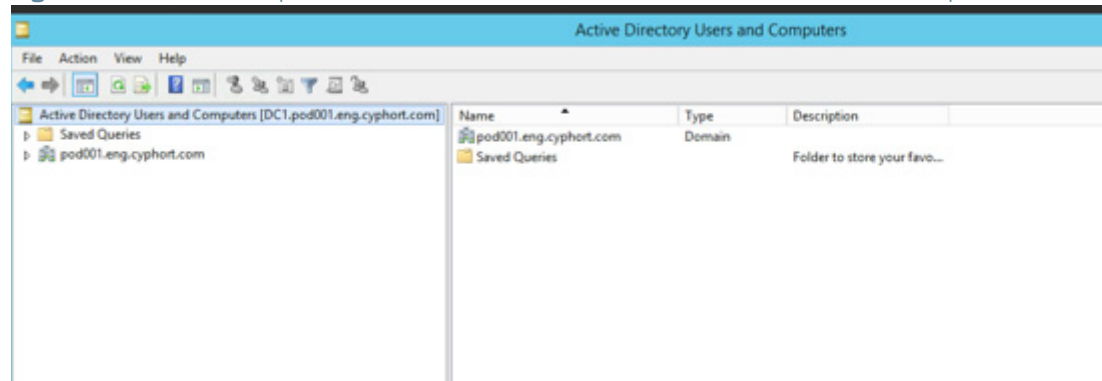 Active Directory Users and Computers
File Action View Help
Active Directory Users and Computers [DC1.pod001.eng.cyphort.com]
Saved Queries
pod001.eng.cyphort.com
Name Type Description
pod001.eng.cyphort.com Domain
Saved Queries Folder to store your favo...